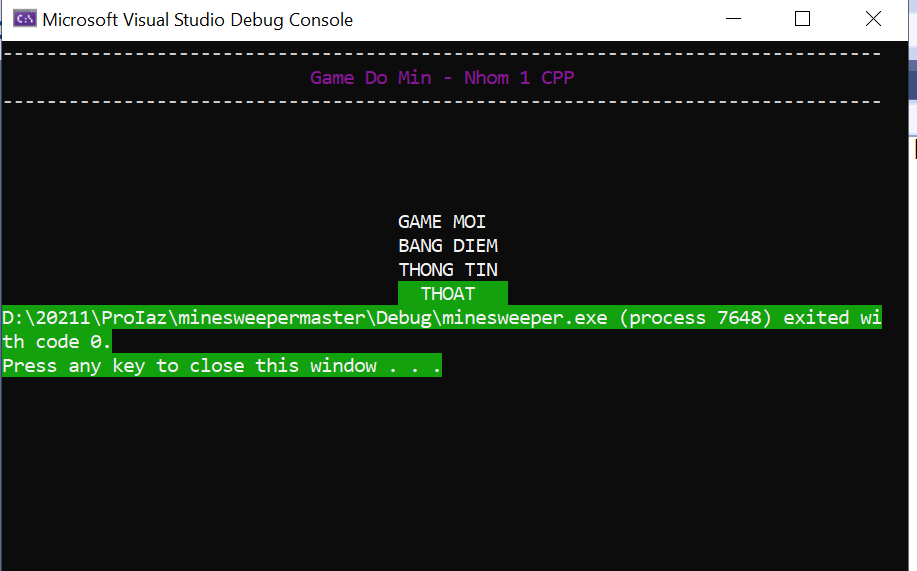 Microsoft Visual Studio Debug Console
--------------------------------------------------------------------------------
Game Do Min - Nhom 1 CPP
--------------------------------------------------------------------------------
GAME MOI
BANG DIEM
THONG TIN
THOAT
D:\20211\ProIaz\minesweepermaster\Debug\minesweeper.exe (process 7648) exited wi
th code 0.
Press any key to close this window . . .